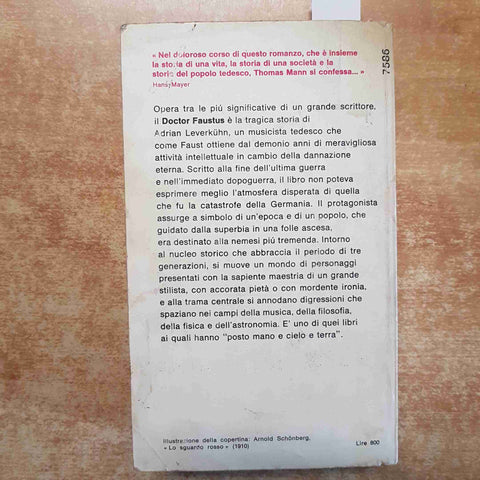 « Nel doloroso corso di questo romanzo, che è insieme
la storia di una vita, la storia di una società e la
storia del popolo tedesco, Thomas Mann si confessa... »
Hans Mayer
7586
Opera tra le più significative di un grande scrittore,
il Doctor Faustus è la tragica storia di
Adrian Leverkühn, un musicista tedesco che
come Faust ottiene dal demonio anni di meravigliosa
attività intellettuale in cambio della dannazione
eterna. Scritto alla fine dell'ultima guerra
e nell'immediato dopoguerra, il libro non poteva
esprimere meglio l'atmosfera disperata di quella
che fu la catastrofe della Germania. Il protagonista
assurge a simbolo di un'epoca e di un popolo, che
guidato dalla superbia in una folle ascesa,
era destinato alla nemesi più tremenda. Intorno
al nucleo storico che abbraccia il periodo di tre
generazioni, si muove un mondo di personaggi
presentati con la sapiente maestria di un grande
stilista, con accorata pietà o con mordente ironia,
e alla trama centrale si annodano digressioni che
spaziano nei campi della musica, della filosofia,
della fisica e dell'astronomia. E' uno di quei libri
ai quali hanno "posto mano e cielo e terra".
Illustrazione della copertina: Arnold Schönberg,
« Lo sguardo rosso » (1910)
Lire 800